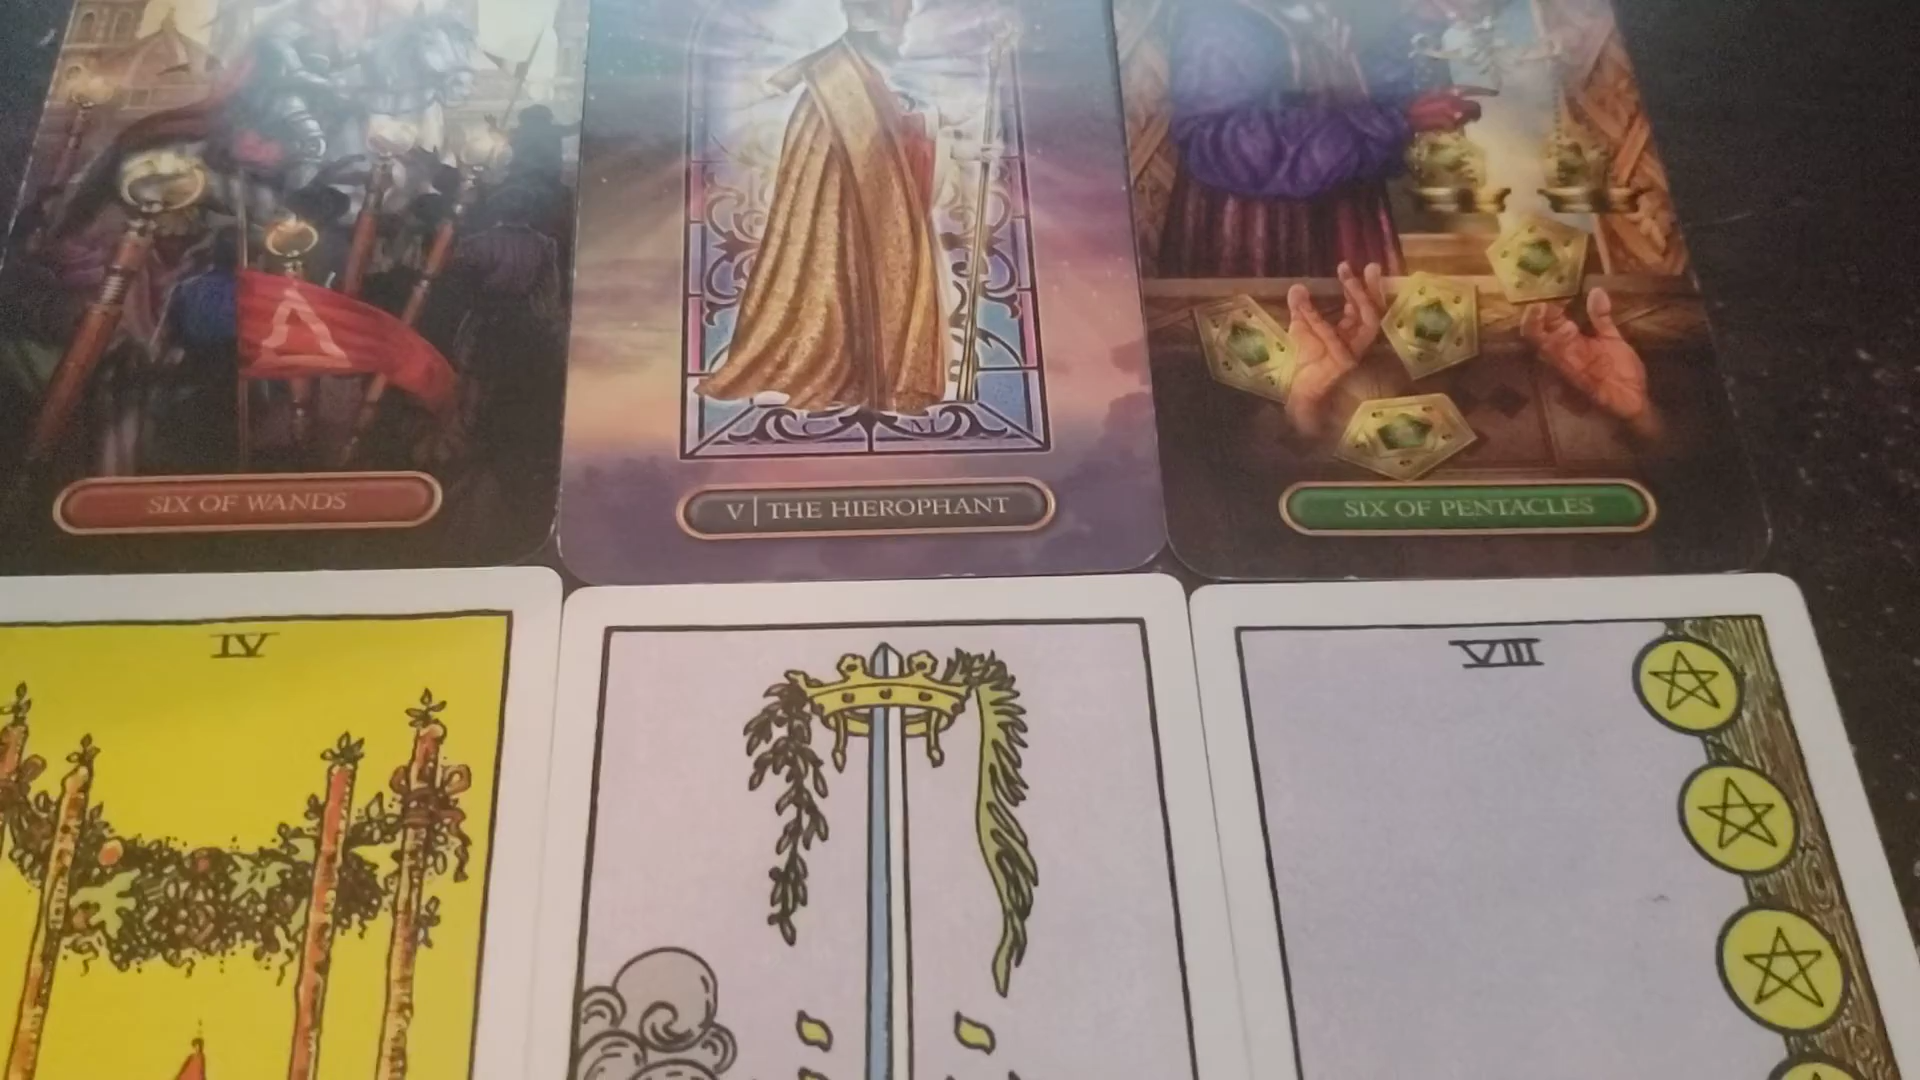 SIX OF WANDS
V | THE HIEROPHANT
SIX OF PENTACLES
IV
VIII